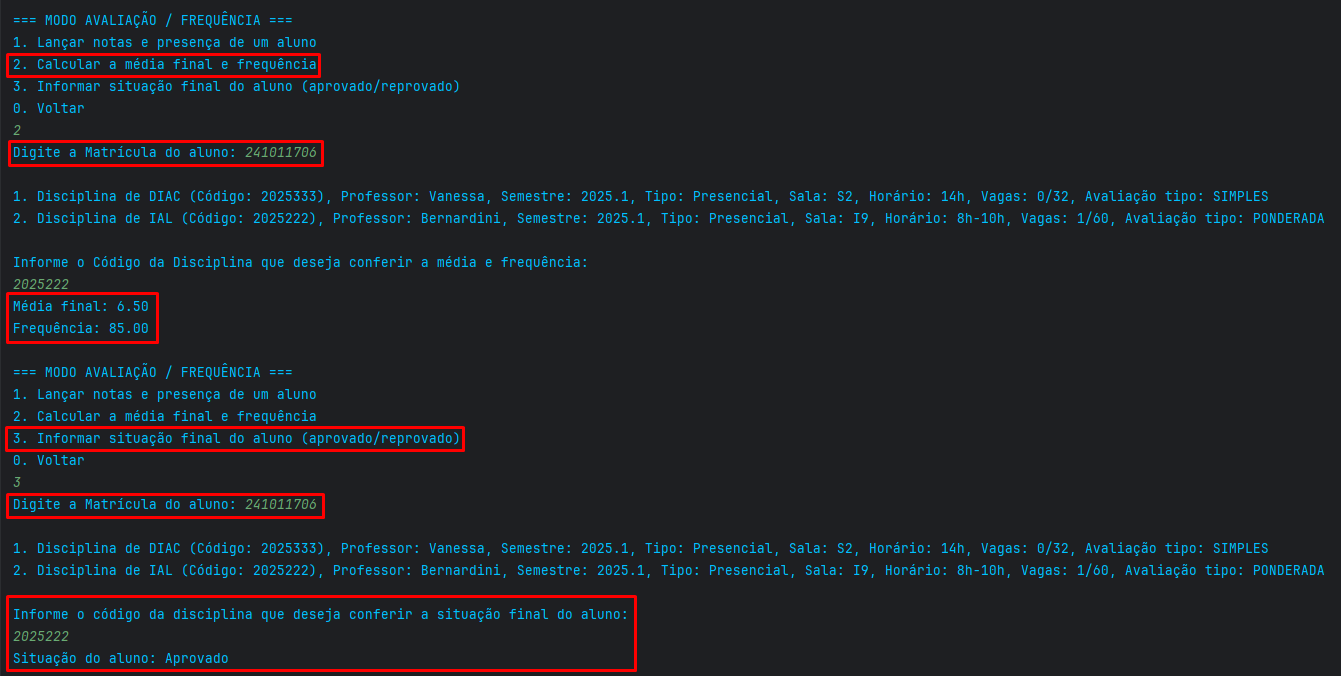 === MODO AVALIAÇÃO / FREQUÊNCIA ===
1. Lançar notas e presença de um aluno
2. Calcular a média final e frequência
3. Informar situação final do aluno (aprovado/reprovado)
0. Voltar
2
Digite a Matrícula do aluno: 241011706
1. Disciplina de DIAC (Código: 2025333), Professor: Vanessa, Semestre: 2025.1, Tipo: Presencial, Sala: S2, Horário: 14h, Vagas: 0/32, Avaliação tipo: SIMPLES
2. Disciplina de IAL (Código: 2025222), Professor: Bernardini, Semestre: 2025.1, Tipo: Presencial, Sala: I9, Horário: 8h-10h, Vagas: 1/60, Avaliação tipo: PONDERADA
Informe o Código da Disciplina que deseja conferir a média e frequência:
2025222
Média final: 6.50
Frequência: 85.00
=== MODO AVALIAÇÃO / FREQUÊNCIA ===
1. Lançar notas e presença de um aluno
2. Calcular a média final e frequência
3. Informar situação final do aluno (aprovado/reprovado)
0. Voltar
3
Digite a Matrícula do aluno: 241011706
1. Disciplina de DIAC (Código: 2025333), Professor: Vanessa, Semestre: 2025.1, Tipo: Presencial, Sala: S2, Horário: 14h, Vagas: 0/32, Avaliação tipo: SIMPLES
2. Disciplina de IAL (Código: 2025222), Professor: Bernardini, Semestre: 2025.1, Tipo: Presencial, Sala: I9, Horário: 8h-10h, Vagas: 1/60, Avaliação tipo: PONDERADA
Informe o código da disciplina que deseja conferir a situação final do aluno:
2025222
Situação do aluno: Aprovado